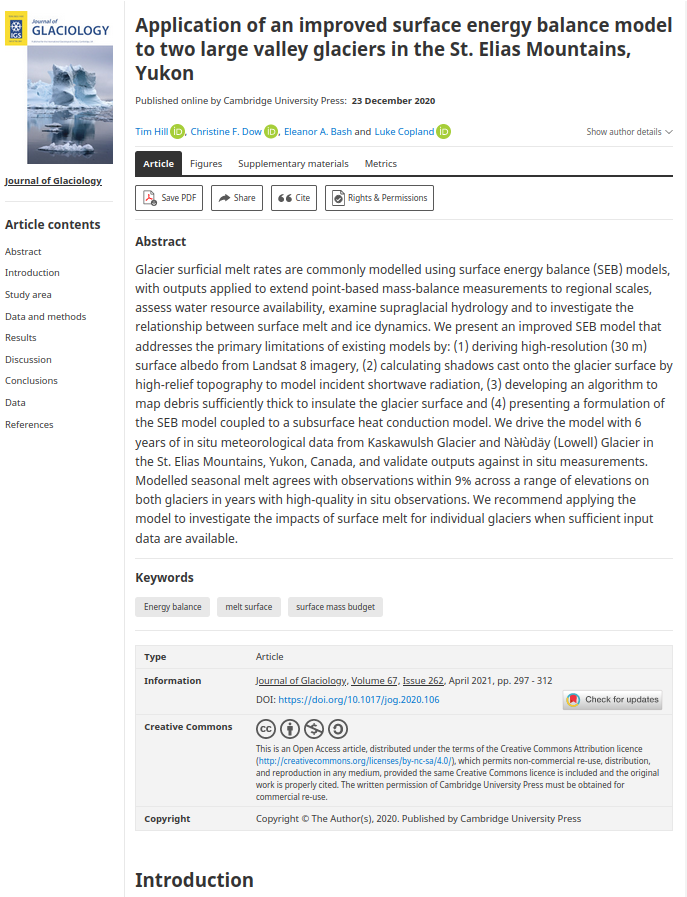 Journal of
GLACIOLOGY
Journal of Glaciology
Article contents
Abstract
Introduction
Study area
Data and methods
Results
Discussion
Conclusions
Data
References
Application of an improved surface energy balance model
to two large valley glaciers in the St. Elias Mountains,
Yukon
Published online by Cambridge University Press: 23 December 2020
Tim Hill, Christine F. Dow, Eleanor A. Bash and Luke Copland
Show author details
Article Figures Supplementary materials Metrics
Save PDF Share Cite Rights & Permissions
Abstract
Glacier surficial melt rates are commonly modelled using surface energy balance (SEB) models,
with outputs applied to extend point-based mass-balance measurements to regional scales,
assess water resource availability, examine supraglacial hydrology and to investigate the
relationship between surface melt and ice dynamics. We present an improved SEB model that
addresses the primary limitations of existing models by: (1) deriving high-resolution (30 m)
surface albedo from Landsat 8 imagery, (2) calculating shadows cast onto the glacier surface by
high-relief topography to model incident shortwave radiation, (3) developing an algorithm to
map debris sufficiently thick to insulate the glacier surface and (4) presenting a formulation of
the SEB model coupled to a subsurface heat conduction model. We drive the model with 6
years of in situ meteorological data from Kaskawulsh Glacier and Nàłùdäy (Lowell) Glacier in
the St. Elias Mountains, Yukon, Canada, and validate outputs against in situ measurements.
Modelled seasonal melt agrees with observations within 9% across a range of elevations on
both glaciers in years with high-quality in situ observations. We recommend applying the
model to investigate the impacts of surface melt for individual glaciers when sufficient input
data are available.
Keywords
Energy balance melt surface surface mass budget
Type Article
Information Journal of Glaciology, Volume 67, Issue 262, April 2021, pp. 297 - 312
DOI: https://doi.org/10.1017/jog.2020.106 Check for updates
Creative Commons
This is an Open Access article, distributed under the terms of the Creative Commons Attribution licence
(http://creativecommons.org/licenses/by-nc-sa/4.0/), which permits non-commercial re-use, distribution,
and reproduction in any medium, provided the same Creative Commons licence is included and the original
work is properly cited. The written permission of Cambridge University Press must be obtained for
commercial re-use.
Copyright Copyright © The Author(s), 2020. Published by Cambridge University Press
Introduction